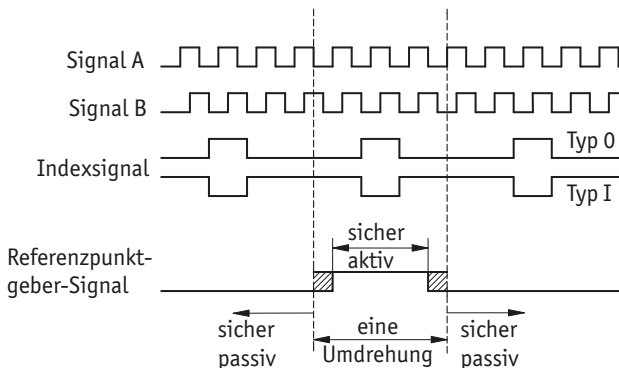 Signal A
Signal B
Typ 0
Indexsignal
Typ I
sicher
aktiv
Referenzpunkt-
geber-Signal
sicher
passiv
eine
Umdrehung
sicher
passiv